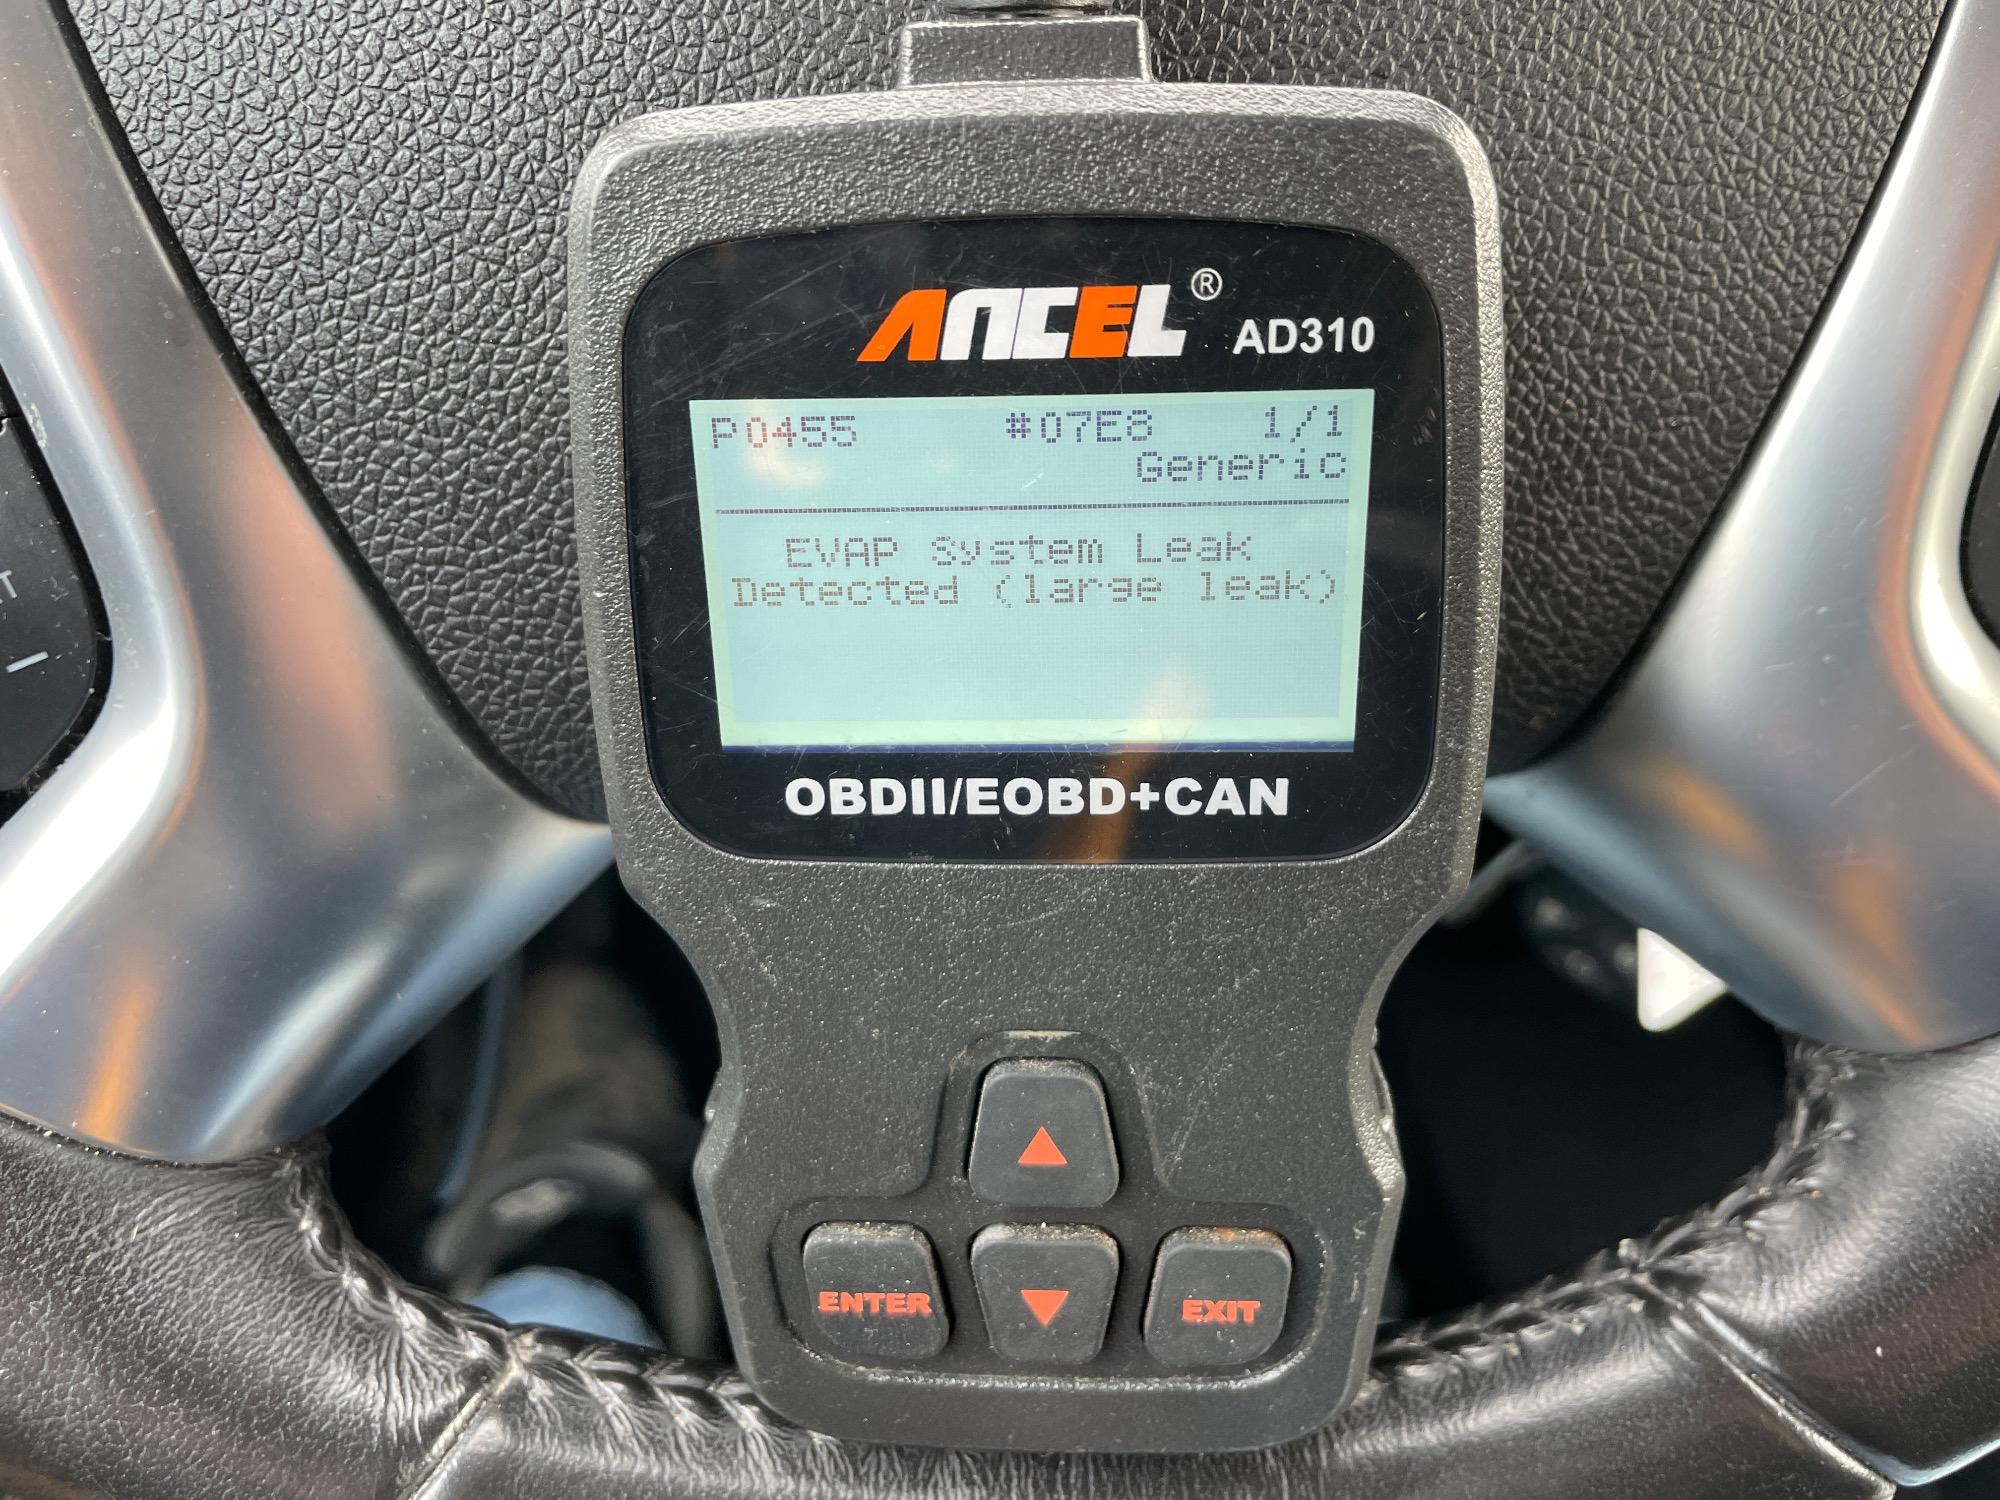 ANCEL® AD310
P0455 #07E8 1/1
Generic
EVAP System Leak
Detected (large leak)
OBDII/EOBD+CAN
ENTER EXIT